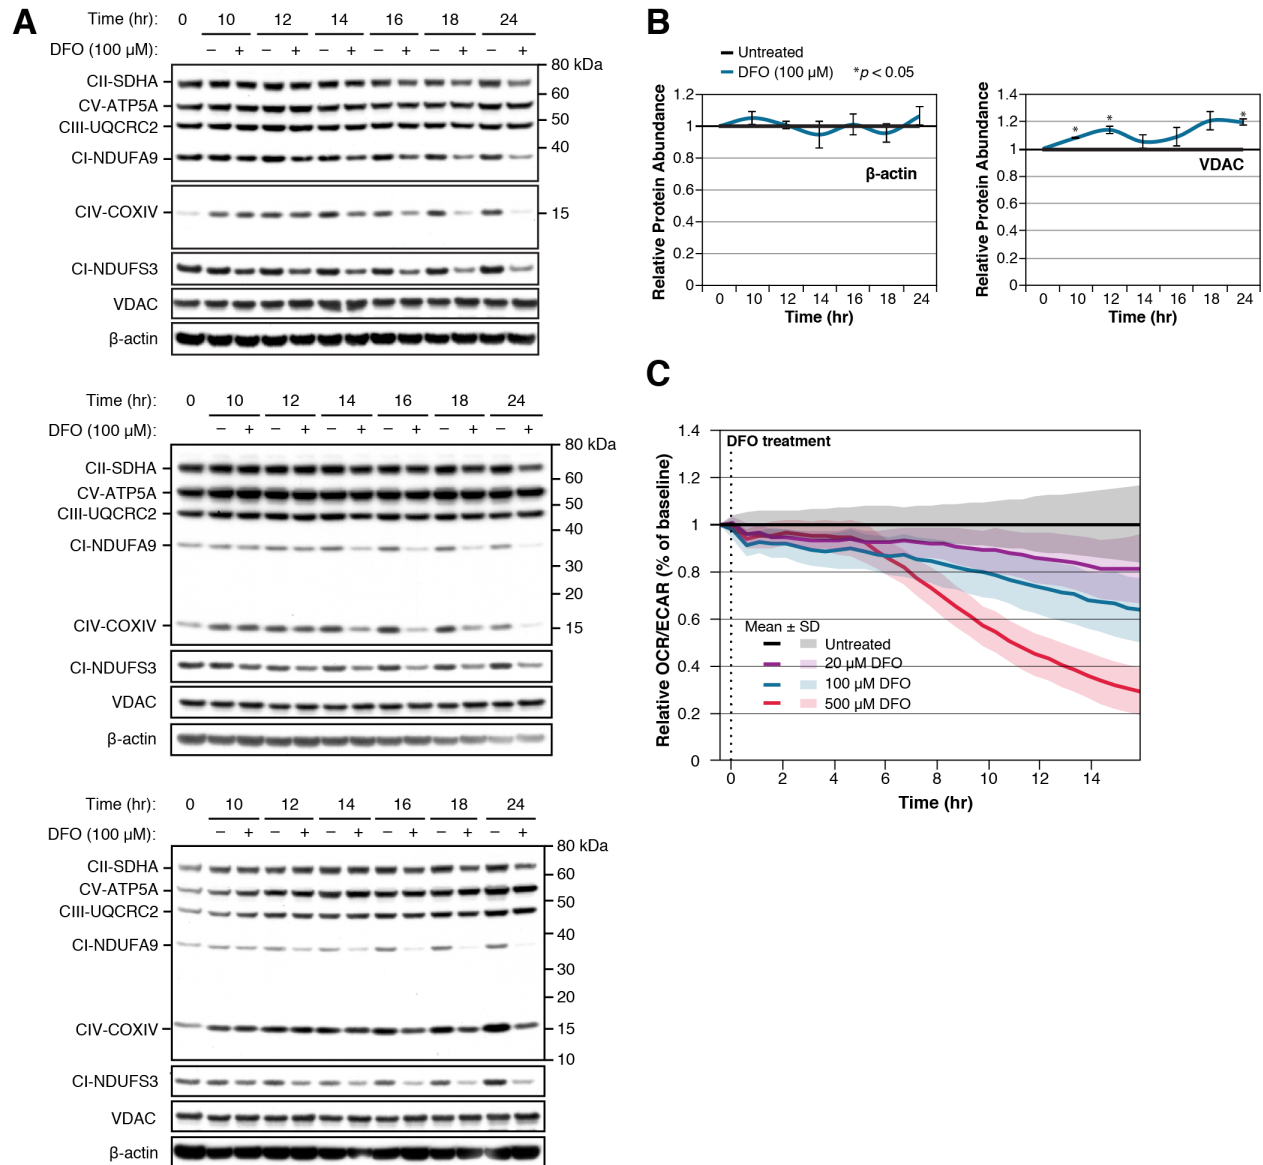 A
Time (hr): 0 10 12 14 16 18 24
DFO (100 µM): − + − + − + − + − + − +
80 kDa
CII-SDHA
60
CV-ATP5A
50
CIII-UQCRC2
40
CI-NDUFA9
CIV-COXIV 15
CI-NDUFS3
VDAC
β-actin
Time (hr): 0 10 12 14 16 18 24
DFO (100 µM): − + − + − + − + − + − +
80 kDa
CII-SDHA
60
CV-ATP5A
50
CIII-UQCRC2
40
CI-NDUFA9
30
20
CIV-COXIV 15
CI-NDUFS3
VDAC
β-actin
Time (hr): 0 10 12 14 16 18 24
DFO (100 µM): − + − + − + − + − + − +
80 kDa
CII-SDHA
60
CV-ATP5A
50
CIII-UQCRC2
40
CI-NDUFA9
30
20
CIV-COXIV 15
10
CI-NDUFS3
VDAC
β-actin
B
Untreated
DFO (100 µM) *p < 0.05
Relative Protein Abundance
1.2
1
0.8
0.6
0.4
0.2
0
β-actin
0 10 12 14 16 18 24
Time (hr)
Relative Protein Abundance
1.4
1.2
1
0.8
0.6
0.4
0.2
0
* * *
VDAC
0 10 12 14 16 18 24
Time (hr)
C
Relative OCR/ECAR (% of baseline)
1.4
1.2
1
0.8
0.6
0.4
0.2
0
DFO treatment
Mean ± SD
Untreated
20 µM DFO
100 µM DFO
500 µM DFO
0 2 4 6 8 10 12 14
Time (hr)